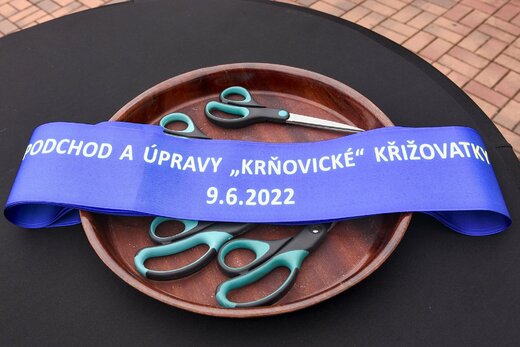 PODCHOD A ÚPRAVY „KRŇOVICKÉ“ KŘIŽOVATKY
9.6.2022